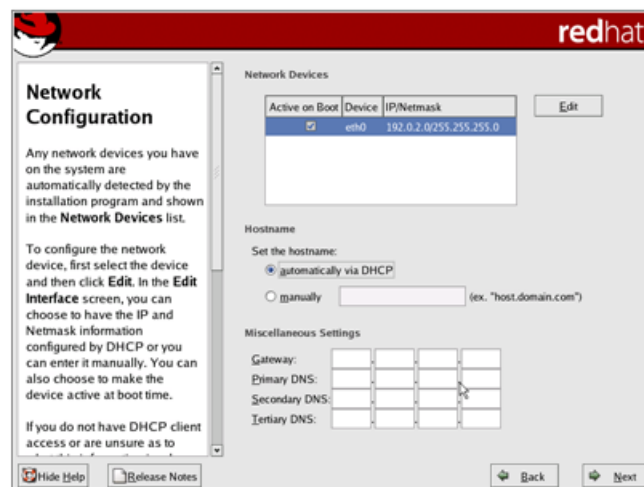 redhat
Network
Configuration
Any network devices you have
on the system are
automatically detected by the
installation program and shown
in the Network Devices list.
To configure the network
device, first select the device
and then click Edit. In the Edit
Interface screen, you can
choose to have the IP and
Netmask information
configured by DHCP or you
can enter it manually. You can
also choose to make the
device active at boot time.
If you do not have DHCP client
access or are unsure as to
Network Devices
Active on Boot Device IP/Netmask
eth0 192.0.2.0/255.255.255.0
Edit
Hostname
Set the hostname:
automatically via DHCP
manually (ex. "host.domain.com")
Miscellaneous Settings
Gateway:
Primary DNS:
Secondary DNS:
Tertiary DNS:
Hide Help Release Notes Back Next